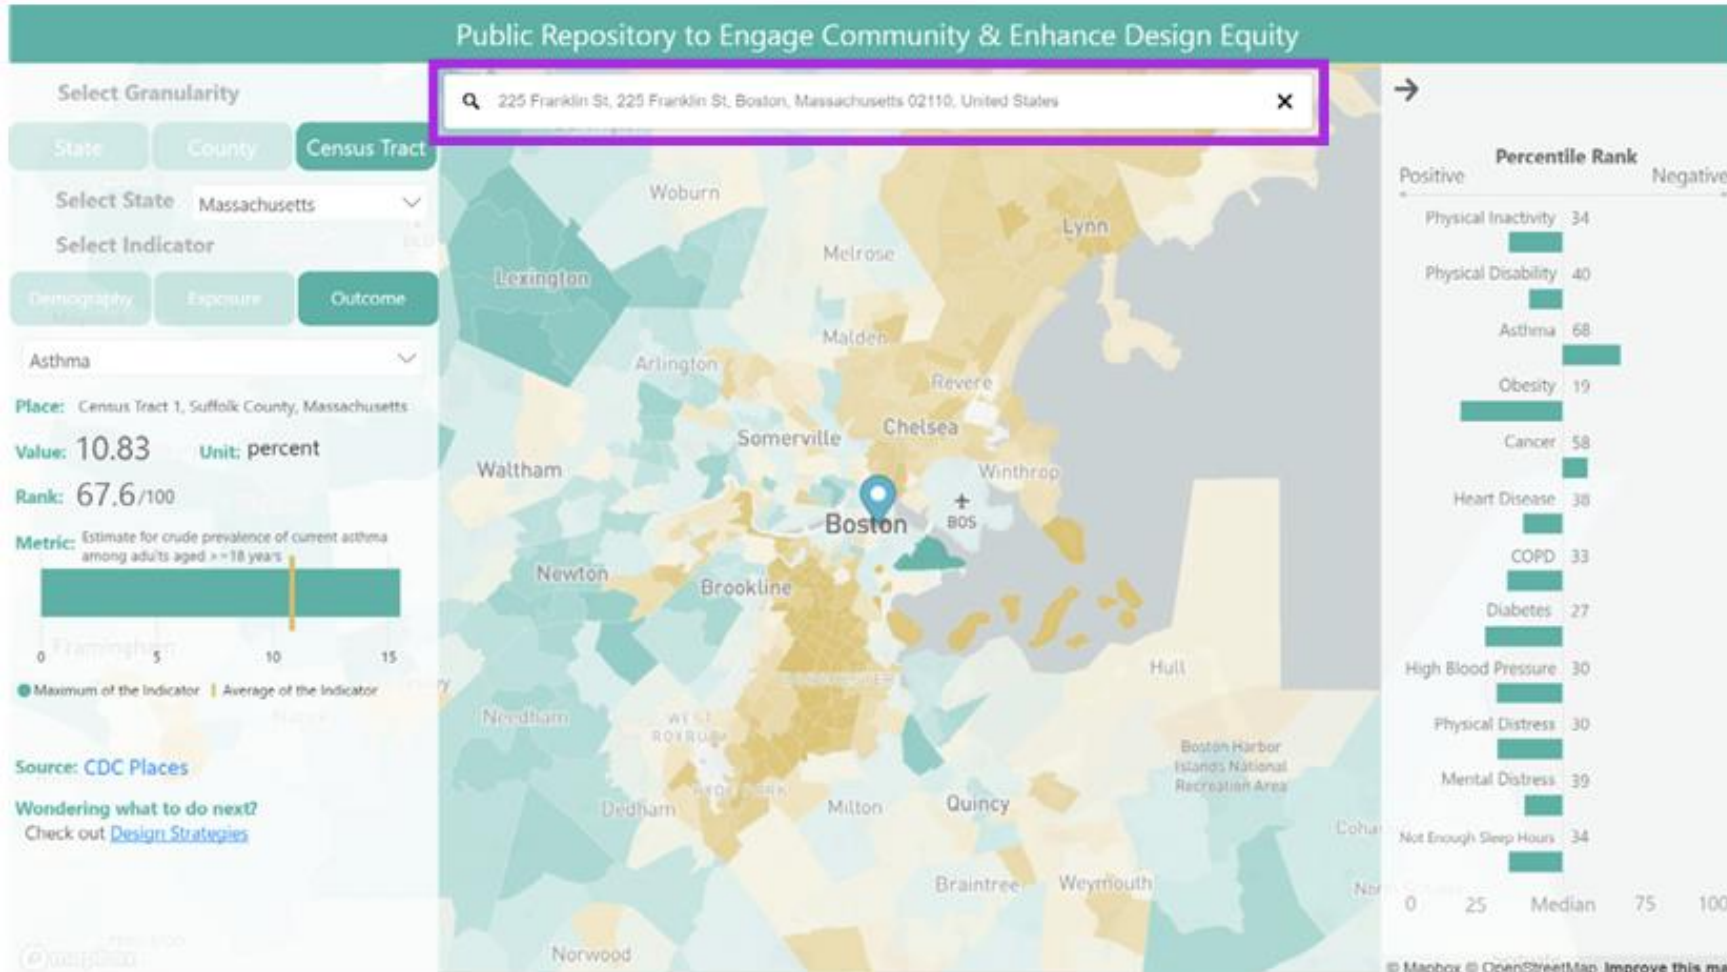 Public Repository to Engage Community & Enhance Design Equity
Select Granularity
State County Census Tract
Select State Massachusetts
Select Indicator
Demography Exposure Outcome
Asthma
Place: Census Tract 1, Suffolk County, Massachusetts
Value: 10.83 Unit: percent
Rank: 67.6/100
Metric: Estimate for crude prevalence of current asthma
among adults aged >=18 years
0 5 10 15
Framingham
Maximum of the Indicator Average of the Indicator
Source: CDC Places
Wondering what to do next?
Check out Design Strategies
mapbox
225 Franklin St, 225 Franklin St, Boston, Massachusetts 02110, United States
Woburn
Lynn
Melrose
Lexington
Malden
Arlington
Revere
Chelsea
Somerville
Waltham
Winthrop
Boston
BOS
Newton
Brookline
Hull
Needham
WEST
ROXBURY
Boston Harbor
Islands National
Recreation Area
HYDE PARK
Dedham
Milton
Quincy
Braintree
Weymouth
Norwood
Percentile Rank
Positive Negative
Physical Inactivity 34
Physical Disability 40
Asthma 68
Obesity 19
Cancer 58
Heart Disease 38
COPD 33
Diabetes 27
High Blood Pressure 30
Physical Distress 30
Mental Distress 39
Not Enough Sleep Hours 34
0 25 Median 75 100
© Mapbox © OpenStreetMap Improve this ma